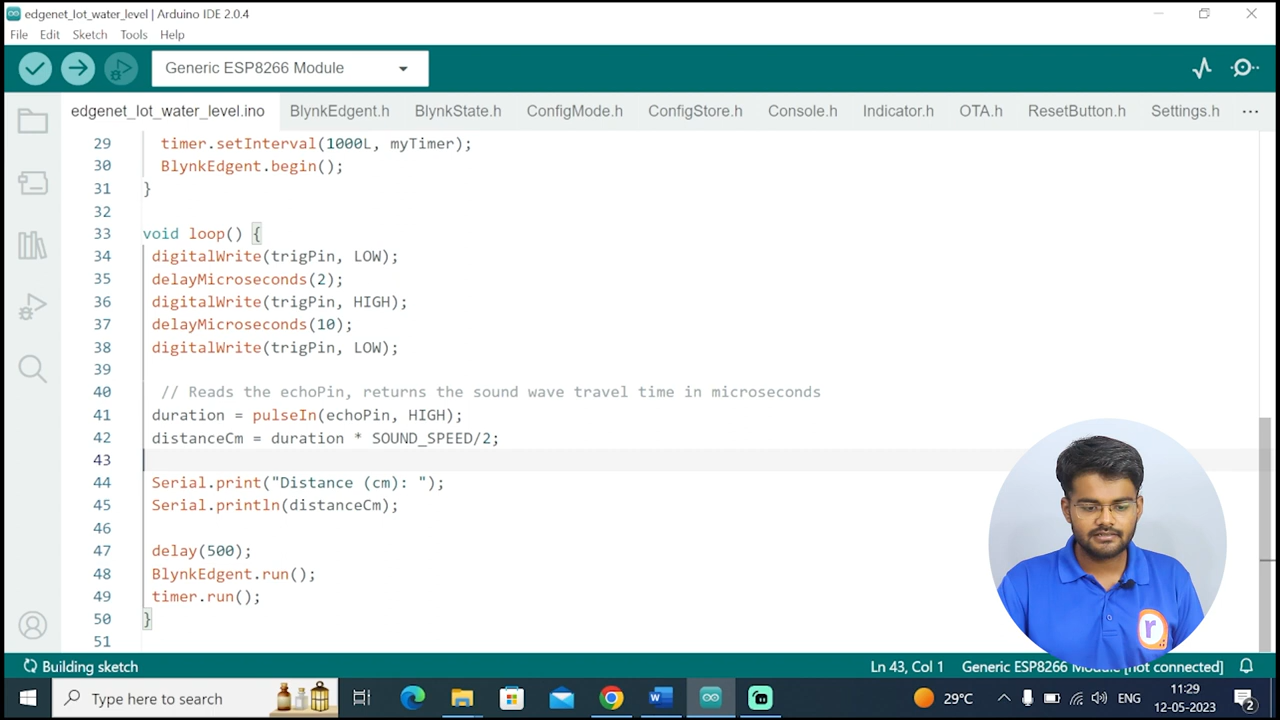 edgenet_Iot_water_level | Arduino IDE 2.0.4
File Edit Sketch Tools Help
Generic ESP8266 Module
edgenet_Iot_water_level.ino BlynkEdgent.h BlynkState.h ConfigMode.h ConfigStore.h Console.h Indicator.h OTA.h ResetButton.h Settings.h ...
29 timer.setInterval(1000L, myTimer);
30 BlynkEdgent.begin();
31 }
32
33 void loop() {
34 digitalWrite(trigPin, LOW);
35 delayMicroseconds(2);
36 digitalWrite(trigPin, HIGH);
37 delayMicroseconds(10);
38 digitalWrite(trigPin, LOW);
39
40 // Reads the echoPin, returns the sound wave travel time in microseconds
41 duration = pulseIn(echoPin, HIGH);
42 distanceCm = duration * SOUND_SPEED/2;
43
44 Serial.print("Distance (cm): ");
45 Serial.println(distanceCm);
46
47 delay(500);
48 BlynkEdgent.run();
49 timer.run();
50 }
51
r
Building sketch Ln 43, Col 1 Generic ESP8266 Module [not connected]
Type here to search 29°C ENG 11:29
12-05-2023 2